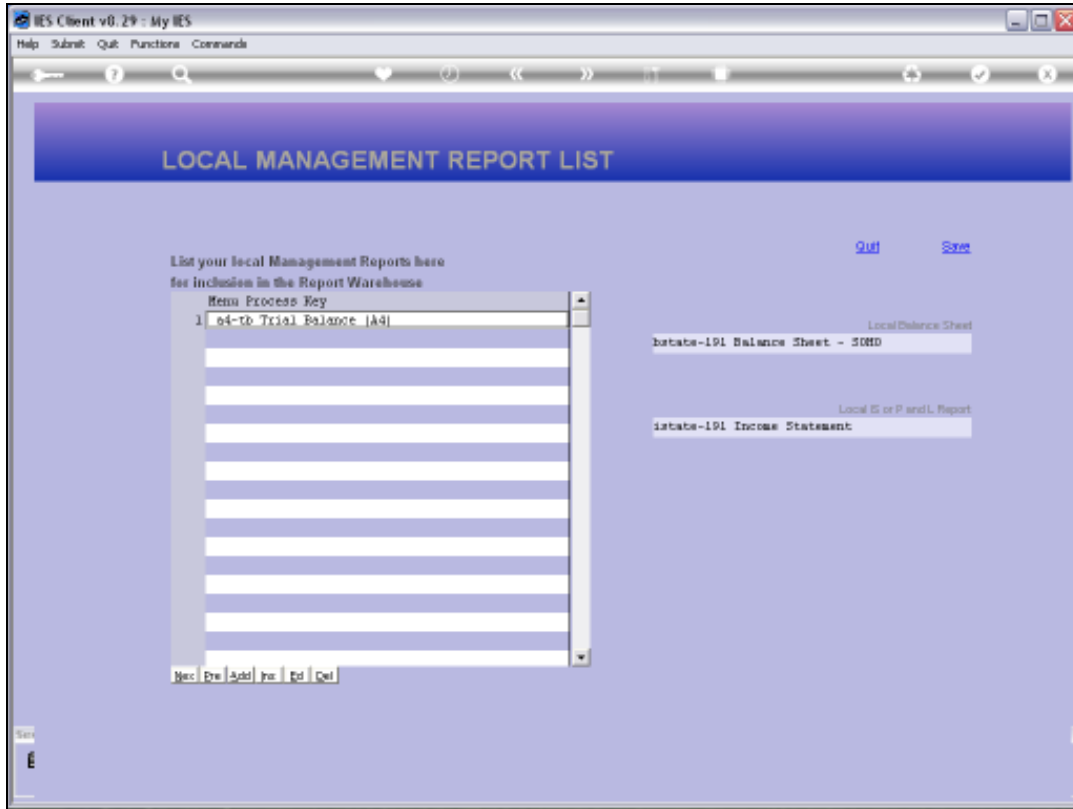 IES Client v8.29 : My IES
Help Submit Quit Functions Commands
LOCAL MANAGEMENT REPORT LIST
Quit Save
List your local Management Reports here
for inclusion in the Report Warehouse
Menu Process Key
1 a4-tb Trial Balance |A4|
Local Balance Sheet
bstate-191 Balance Sheet - SOHO
Local IS or P and L Report
istate-191 Income Statement
Nex Pre Add Ins Ed Del